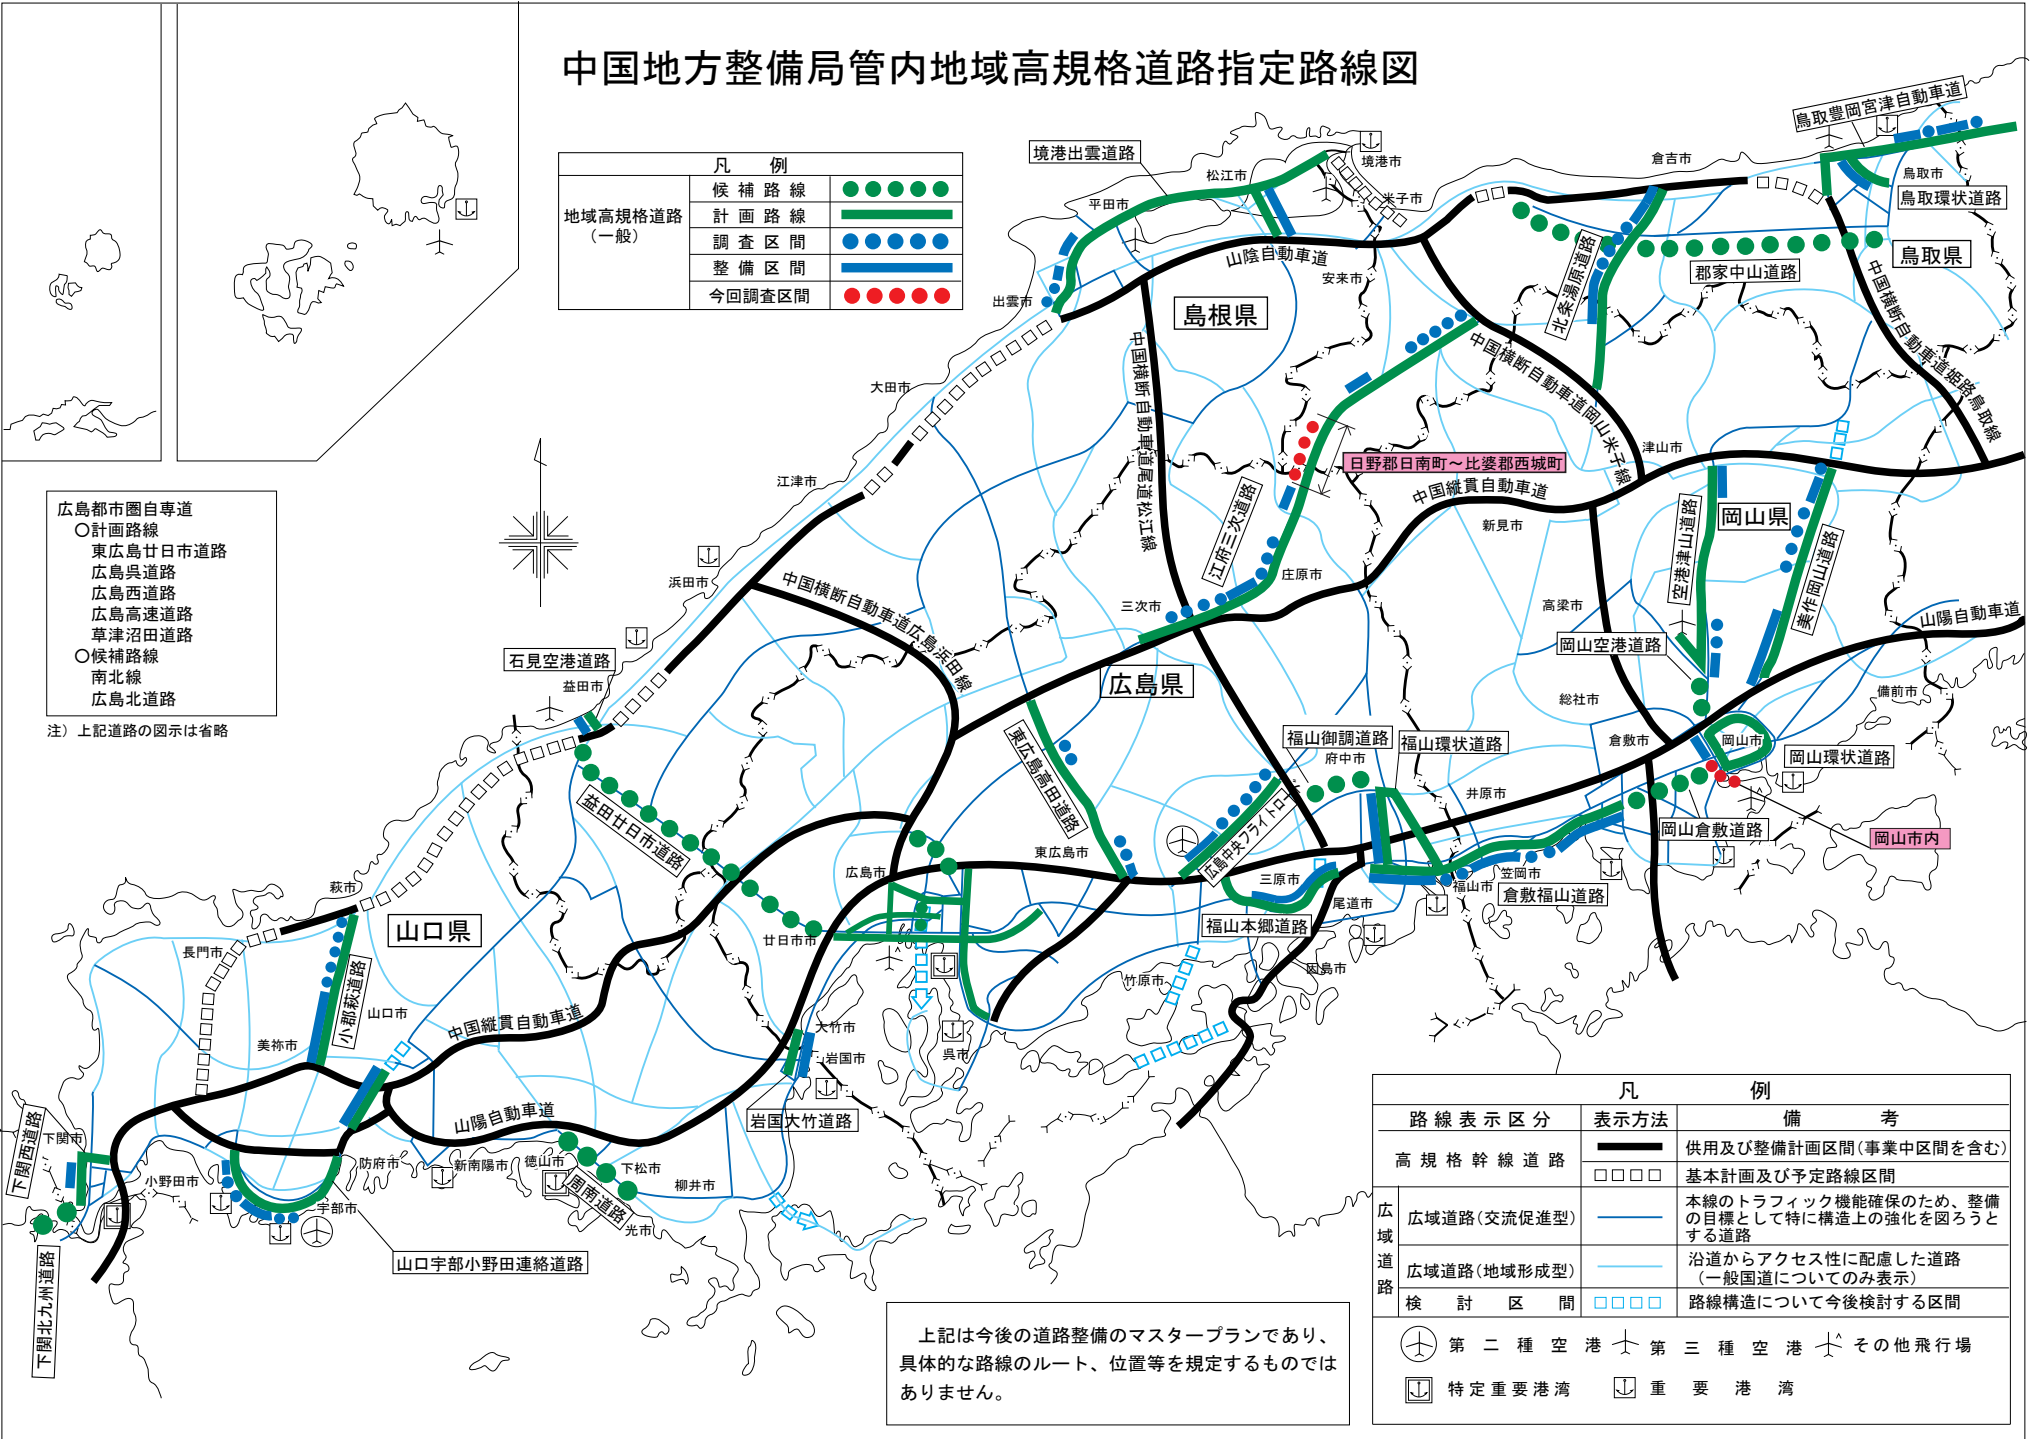 中国地方整備局管内地域高規格道路指定路線図
凡 例
地域高規格道路
（一般）
候補路線
計画路線
調査区間
整備区間
今回調査区間
広島都市圏自専道
○計画路線
東広島廿日市道路
広島呉道路
広島西道路
広島高速道路
草津沼田道路
○候補路線
南北線
広島北道路
注）上記道路の図示は省略
境港出雲道路
松江市
境港市
平田市
米子市
山陰自動車道
安来市
出雲市
島根県
倉吉市
鳥取豊岡宮津自動車道
鳥取市
鳥取環状道路
鳥取県
郡家中山道路
北条湯原道路
中国横断自動車道姫路鳥取線
中国横断自動車道岡山米子線
中国横断自動車道尾道松江線
大田市
江津市
浜田市
中国横断自動車道広島浜田線
石見空港道路
益田市
益田廿日市道路
日野郡日南町～比婆郡西城町
江府三次道路
中国縦貫自動車道
津山市
新見市
岡山県
空港津山道路
美作岡山道路
庄原市
三次市
高梁市
岡山空港道路
山陽自動車道
備前市
総社市
倉敷市
岡山市
岡山環状道路
広島県
東広島高田道路
福山御調道路
府中市
福山環状道路
井原市
岡山倉敷道路
岡山市内
広島中央フライトロード
東広島市
三原市
福山市
笠岡市
倉敷福山道路
尾道市
福山本郷道路
因島市
竹原市
広島市
廿日市市
呉市
大竹市
岩国市
岩国大竹道路
萩市
山口県
長門市
小郡萩道路
山口市
美祢市
中国縦貫自動車道
山陽自動車道
下関西道路
下関市
小野田市
宇部市
防府市
新南陽市
徳山市
下松市
周南道路
光市
柳井市
山口宇部小野田連絡道路
下関北九州道路
上記は今後の道路整備のマスタープランであり、
具体的な路線のルート、位置等を規定するものでは
ありません。
凡 例
路線表示区分 表示方法 備 考
高規格幹線道路
供用及び整備計画区間（事業中区間を含む）
基本計画及び予定路線区間
広域道路
広域道路（交流促進型）
本線のトラフィック機能確保のため、整備
の目標として特に構造上の強化を図ろうと
する道路
広域道路（地域形成型）
沿道からアクセス性に配慮した道路
（一般国道についてのみ表示）
検討区間 路線構造について今後検討する区間
第二種空港 第三種空港 その他飛行場
特定重要港湾 重要港湾